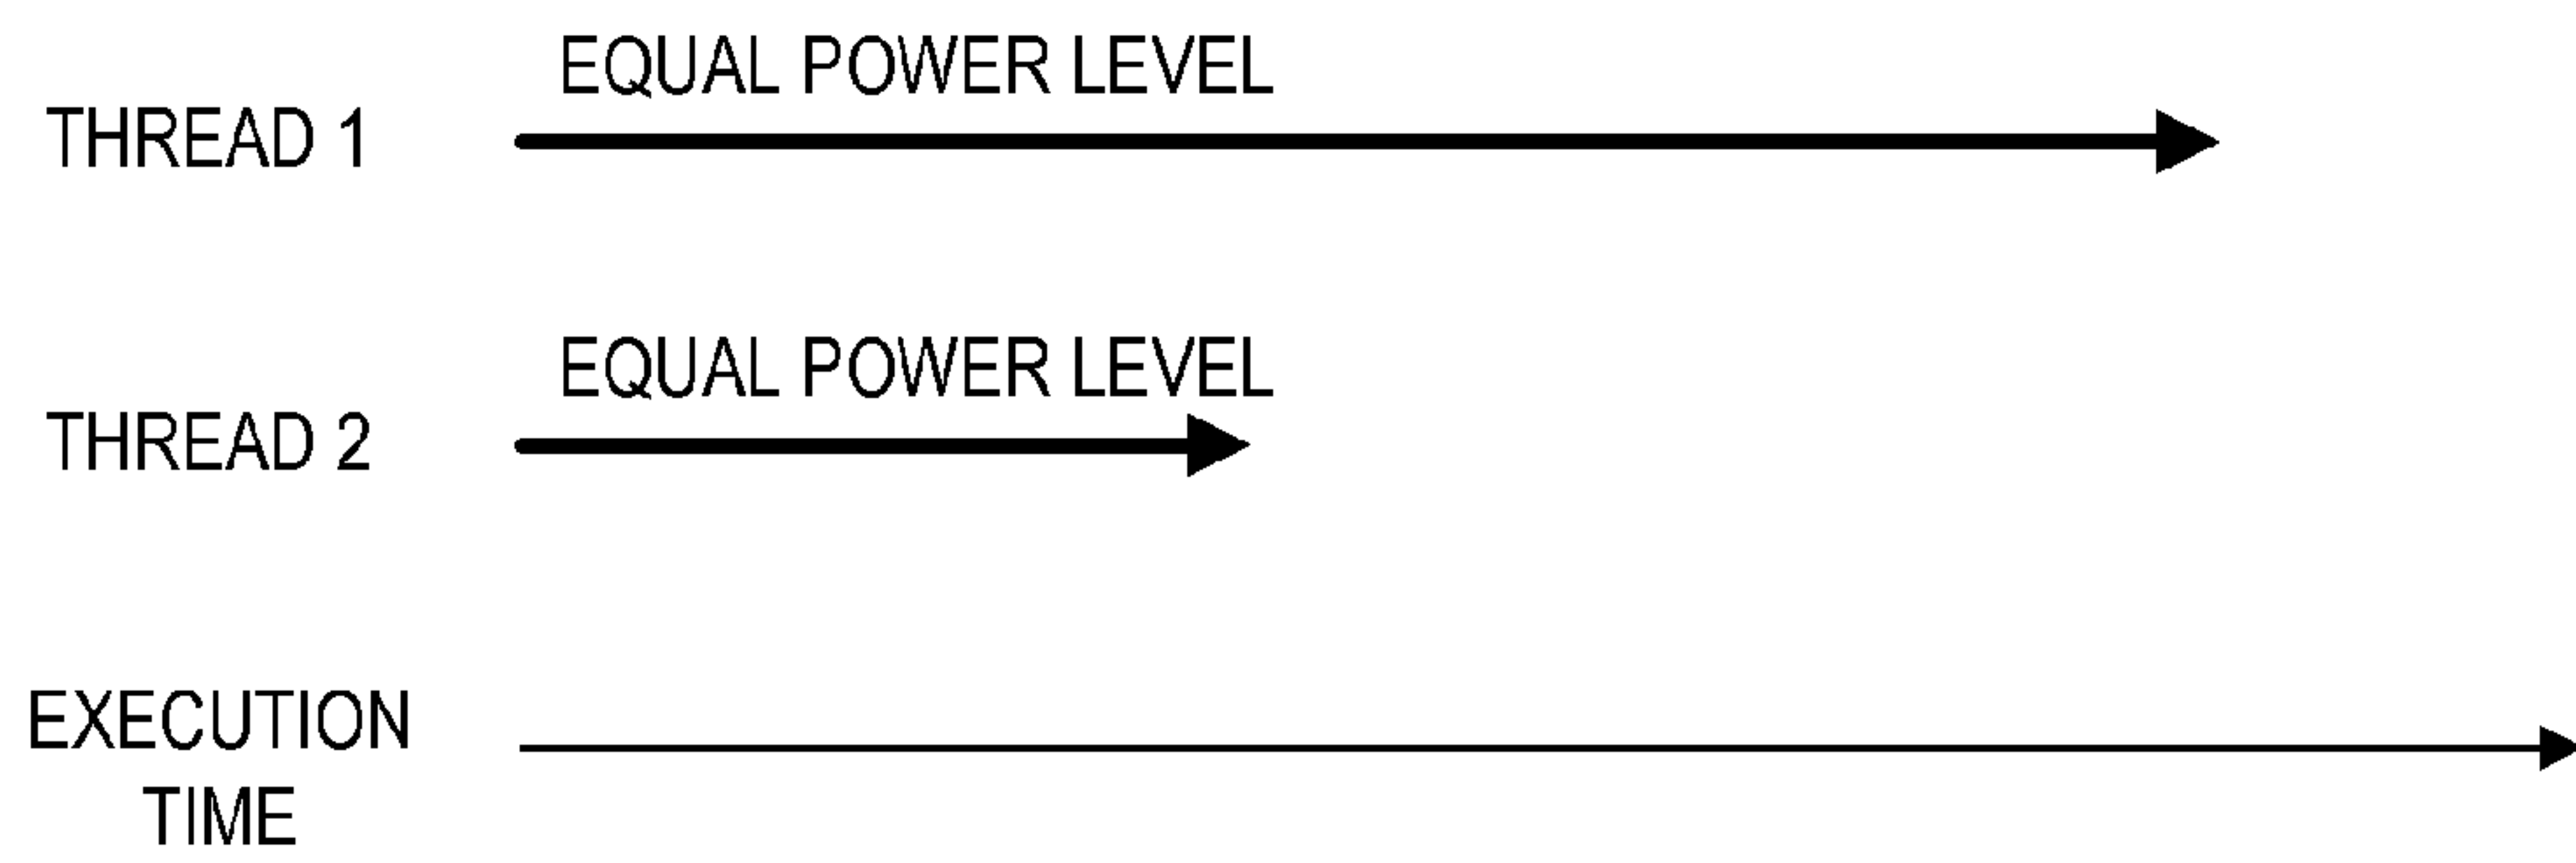 EQUAL POWER LEVEL
THREAD 1
EQUAL POWER LEVEL
THREAD 2
EXECUTION
TIME